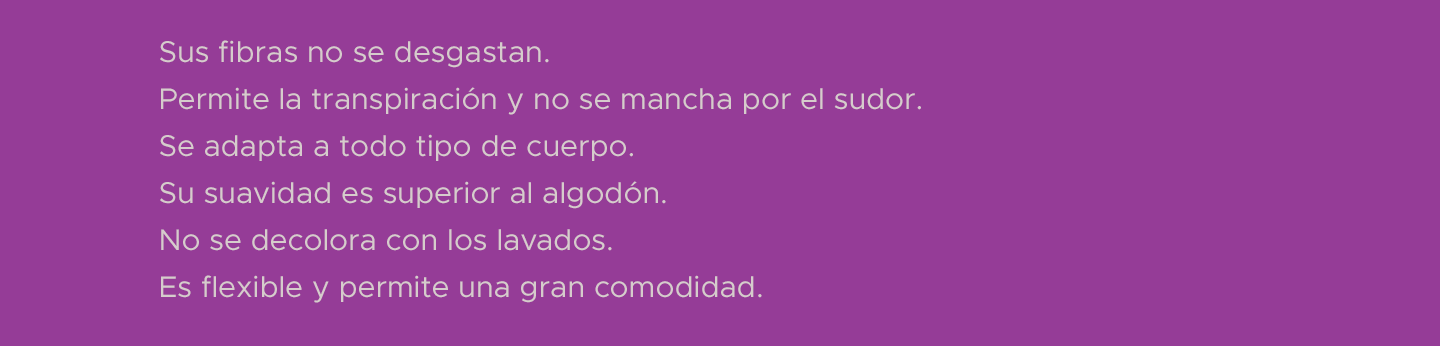 Sus fibras no se desgastan.
Permite la transpiración y no se mancha por el sudor.
Se adapta a todo tipo de cuerpo.
Su suavidad es superior al algodón.
No se decolora con los lavados.
Es flexible y permite una gran comodidad.